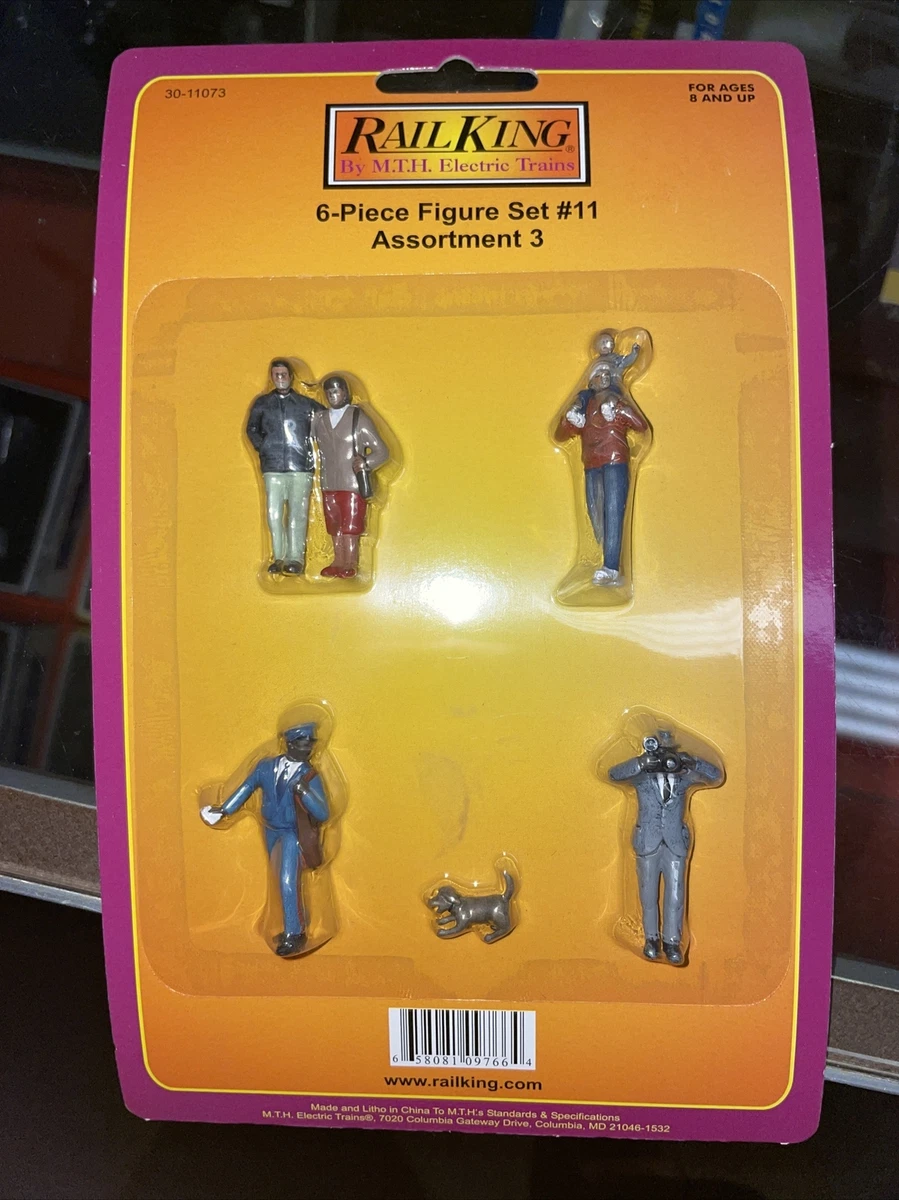 30-11073
FOR AGES
8 AND UP
RAILKING®
By M.T.H. Electric Trains
6-Piece Figure Set #11
Assortment 3
6 58081 09766 4
www.railking.com
Made and Litho in China To M.T.H.'s Standards & Specifications
M.T.H. Electric Trains®, 7020 Columbia Gateway Drive, Columbia, MD 21046-1532